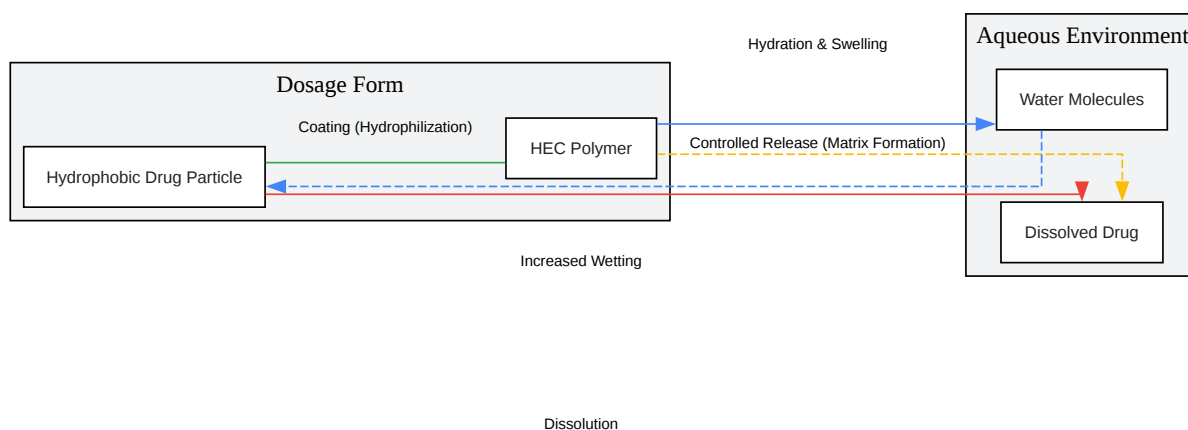 Aqueous Environment
Hydration & Swelling
Dosage Form
Water Molecules
Coating (Hydrophilization)
HEC Polymer
Controlled Release (Matrix Formation)
Hydrophobic Drug Particle
Dissolved Drug
Increased Wetting
Dissolution